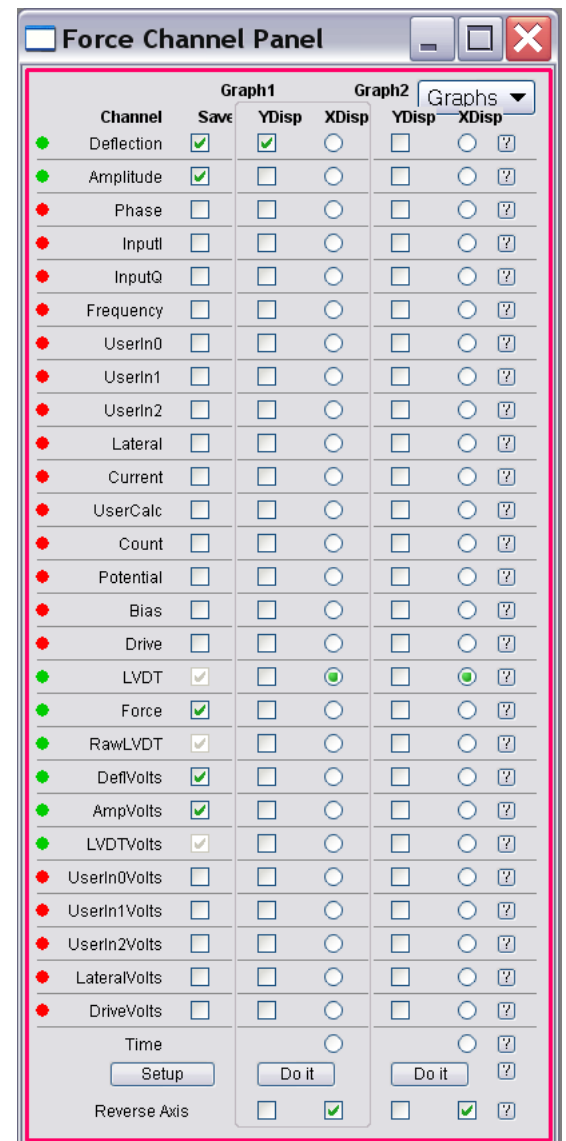 Force Channel Panel
Graph1 Graph2 Graphs
Channel Save YDisp XDisp YDisp XDisp
Deflection ?
Amplitude ?
Phase ?
InputI ?
InputQ ?
Frequency ?
UserIn0 ?
UserIn1 ?
UserIn2 ?
Lateral ?
Current ?
UserCalc ?
Count ?
Potential ?
Bias ?
Drive ?
LVDT ?
Force ?
RawLVDT ?
DeflVolts ?
AmpVolts ?
LVDTVolts ?
UserIn0Volts ?
UserIn1Volts ?
UserIn2Volts ?
LateralVolts ?
DriveVolts ?
Time ?
Setup Do it Do it ?
Reverse Axis ?